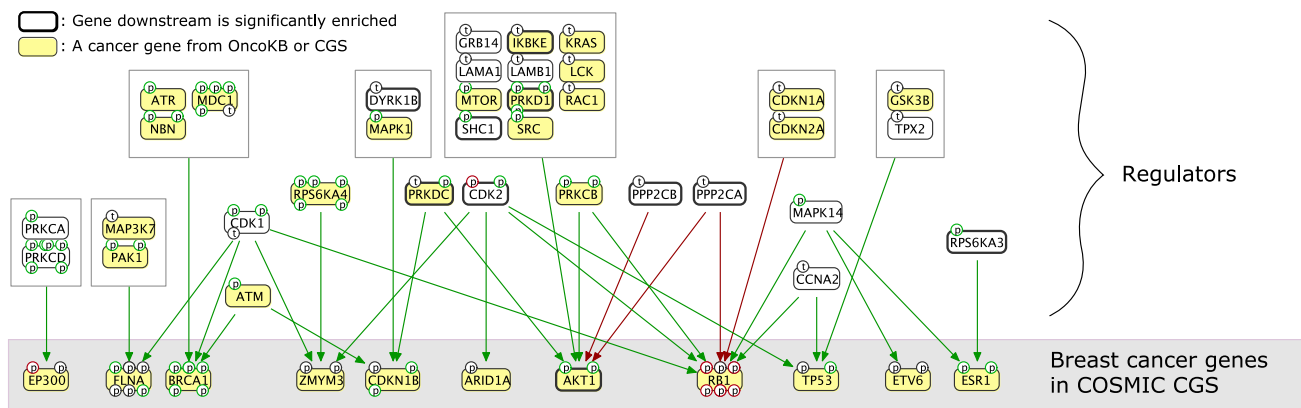 : Gene downstream is significantly enriched
: A cancer gene from OncoKB or CGS
t t t
GRB14 IKBKE KRAS
t t t
LAMA1 LAMB1 LCK
p p p t
MTOR PRKD1 RAC1
p p
SHC1 SRC
p p p p
ATR MDC1
p t
p p
NBN
t
DYRK1B
p
MAPK1
t
CDKN1A
t
CDKN2A
t
GSK3B
t
TPX2
Regulators
p p p
RPS6KA4
p p
t p
PRKDC
p p
CDK2
p p
PRKCB
t
PPP2CB
t
PPP2CA
p
MAPK14
p
PRKCA
p p p
PRKCD
p p
t
MAP3K7
p p
PAK1
p p
CDK1
t
p
RPS6KA3
t
CCNA2
p
ATM
p p
EP300
p p p
FLNA
p p p
p p p
BRCA1
p
p p
ZMYM3
p p
CDKN1B
p
p
ARID1A
p p
AKT1
p p p
RB1
p p p
p p
TP53
p p
ETV6
p p
ESR1
Breast cancer genes
in COSMIC CGS